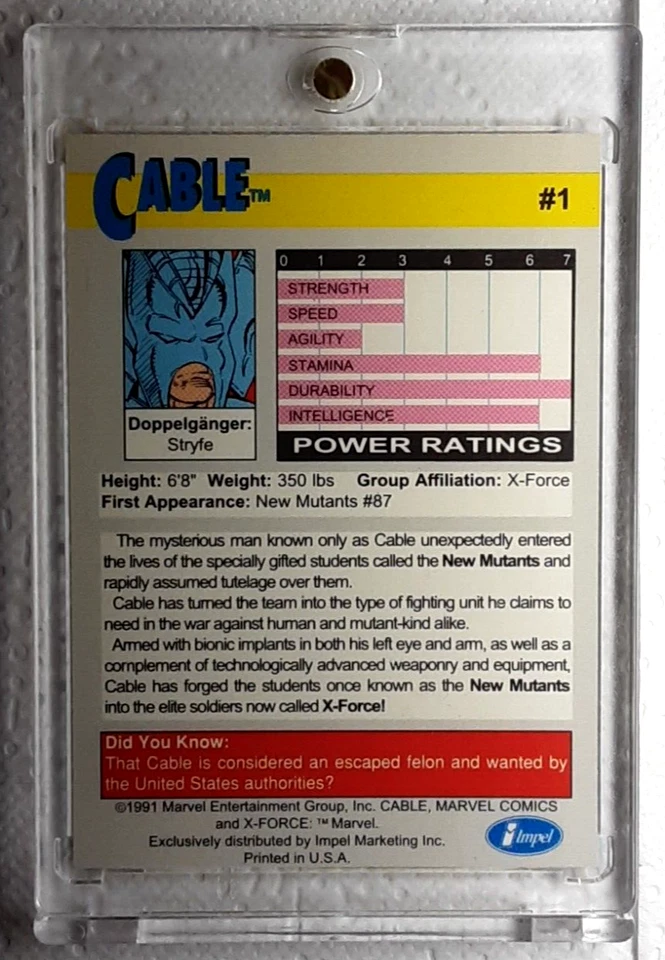 CABLE™
#1
0 1 2 3 4 5 6 7
STRENGTH
SPEED
AGILITY
STAMINA
DURABILITY
INTELLIGENCE
POWER RATINGS
Doppelgänger:
Stryfe
Height: 6'8" Weight: 350 lbs Group Affiliation: X-Force
First Appearance: New Mutants #87
The mysterious man known only as Cable unexpectedly entered
the lives of the specially gifted students called the New Mutants and
rapidly assumed tutelage over them.
Cable has turned the team into the type of fighting unit he claims to
need in the war against human and mutant-kind alike.
Armed with bionic implants in both his left eye and arm, as well as a
complement of technologically advanced weaponry and equipment,
Cable has forged the students once known as the New Mutants
into the elite soldiers now called X-Force!
Did You Know:
That Cable is considered an escaped felon and wanted by
the United States authorities?
©1991 Marvel Entertainment Group, Inc. CABLE, MARVEL COMICS
and X-FORCE: ™ Marvel.
Exclusively distributed by Impel Marketing Inc.
Printed in U.S.A.
i Impel